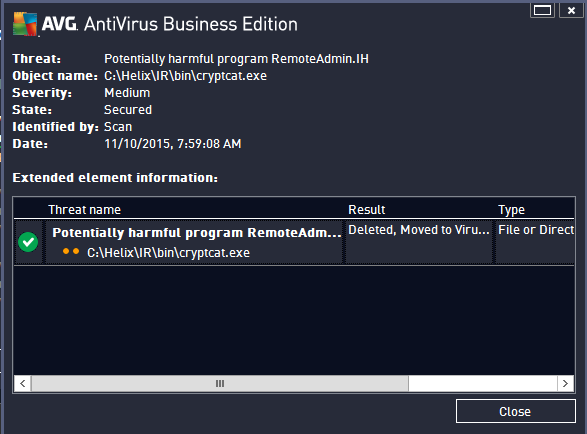 AVG. AntiVirus Business Edition
Threat: Potentially harmful program RemoteAdmin.IH
Object name: C:\Helix\IR\bin\cryptcat.exe
Severity: Medium
State: Secured
Identified by: Scan
Date: 11/10/2015, 7:59:08 AM
Extended element information:
Threat name Result Type
Potentially harmful program RemoteAdm... Deleted, Moved to Viru... File or Direct
C:\Helix\IR\bin\cryptcat.exe
Close